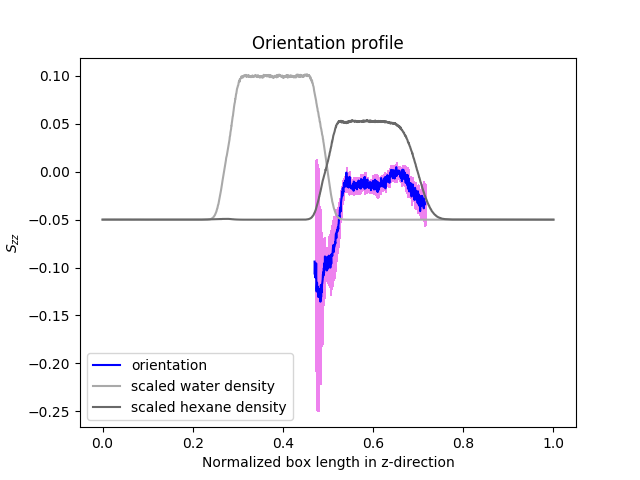 Orientation profile
0.10
0.05
0.00
−0.05
−0.10
−0.15
−0.20
−0.25
S_{zz}
orientation
scaled water density
scaled hexane density
0.0 0.2 0.4 0.6 0.8 1.0
Normalized box length in z-direction